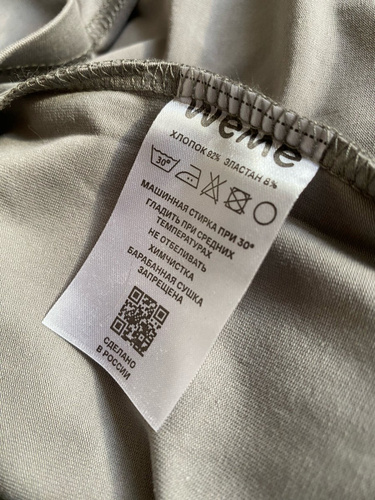 weme
ХЛОПОК 92% ЭЛАСТАН 8%
30°
МАШИННАЯ СТИРКА ПРИ 30°
ГЛАДИТЬ ПРИ СРЕДНИХ
ТЕМПЕРАТУРАХ
НЕ ОТБЕЛИВАТЬ
ХИМЧИСТКА
БАРАБАННАЯ СУШКА
ЗАПРЕЩЕНА
СДЕЛАНО
В РОССИИ